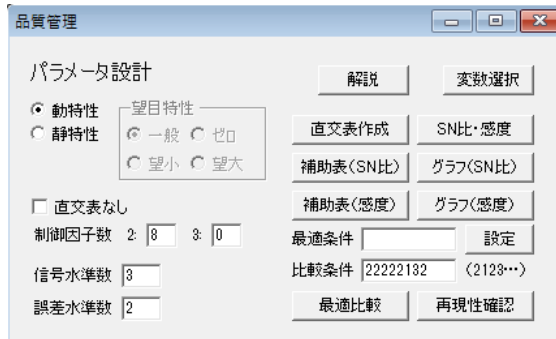 品質管理
パラメータ設計
解説 変数選択
動特性 望目特性
静特性 一般 ゼロ
望小 望大
直交表作成 SN比・感度
補助表(SN比) グラフ(SN比)
直交表なし
補助表(感度) グラフ(感度)
制御因子数 2: 8 3: 0
最適条件 設定
信号水準数 3
比較条件 22222132 (2123…)
誤差水準数 2
最適比較 再現性確認